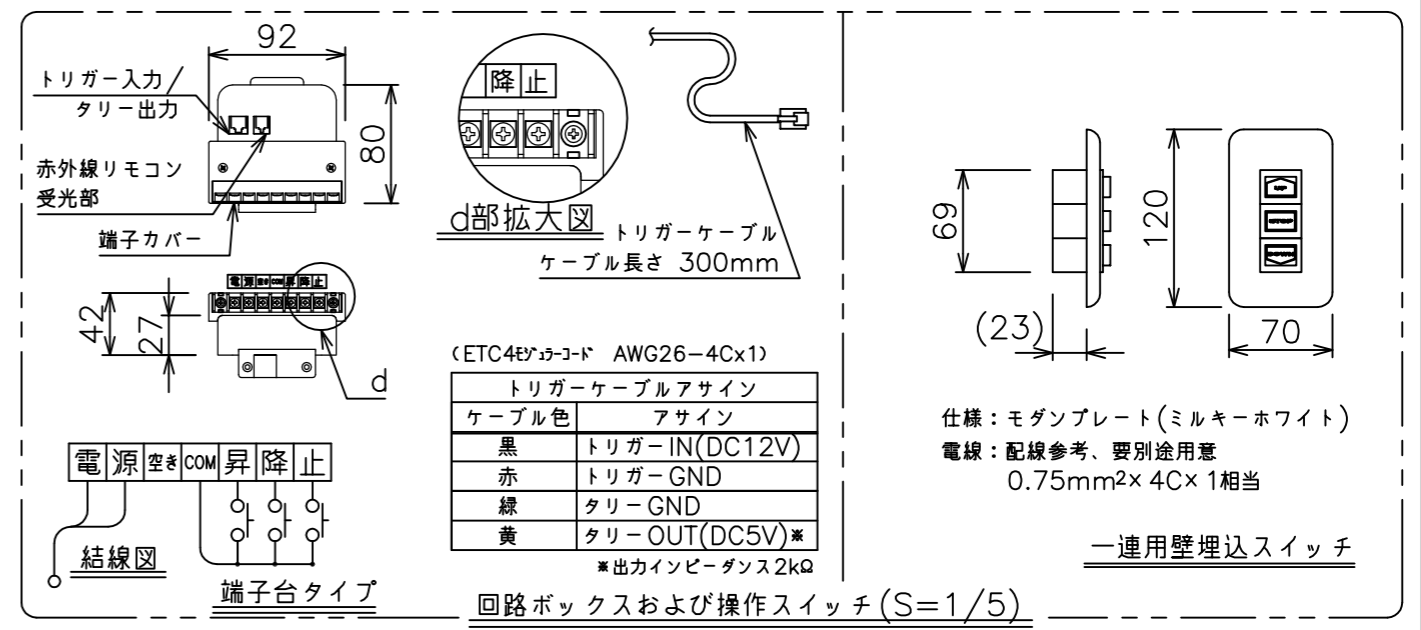 92
トリガー入力/
タリー出力
80
赤外線リモコン
受光部
端子カバー
降止
d部拡大図
トリガーケーブル
ケーブル長さ 300mm
電源空きCOM昇降止
42
27
d
電源空きCOM昇降止
結線図
端子台タイプ
(ETC4モジュラーコード AWG26-4Cx1)
トリガーケーブルアサイン
ケーブル色 アサイン
黒 トリガーIN(DC12V)
赤 トリガーGND
緑 タリーGND
黄 タリーOUT(DC5V)※
※出力インピーダンス2kΩ
69
(23)
120
70
UP
STOP
DOWN
仕様：モダンプレート(ミルキーホワイト)
電線：配線参考、要別途用意
0.75mm²×4C×1相当
一連用壁埋込スイッチ
回路ボックスおよび操作スイッチ(S=1/5)